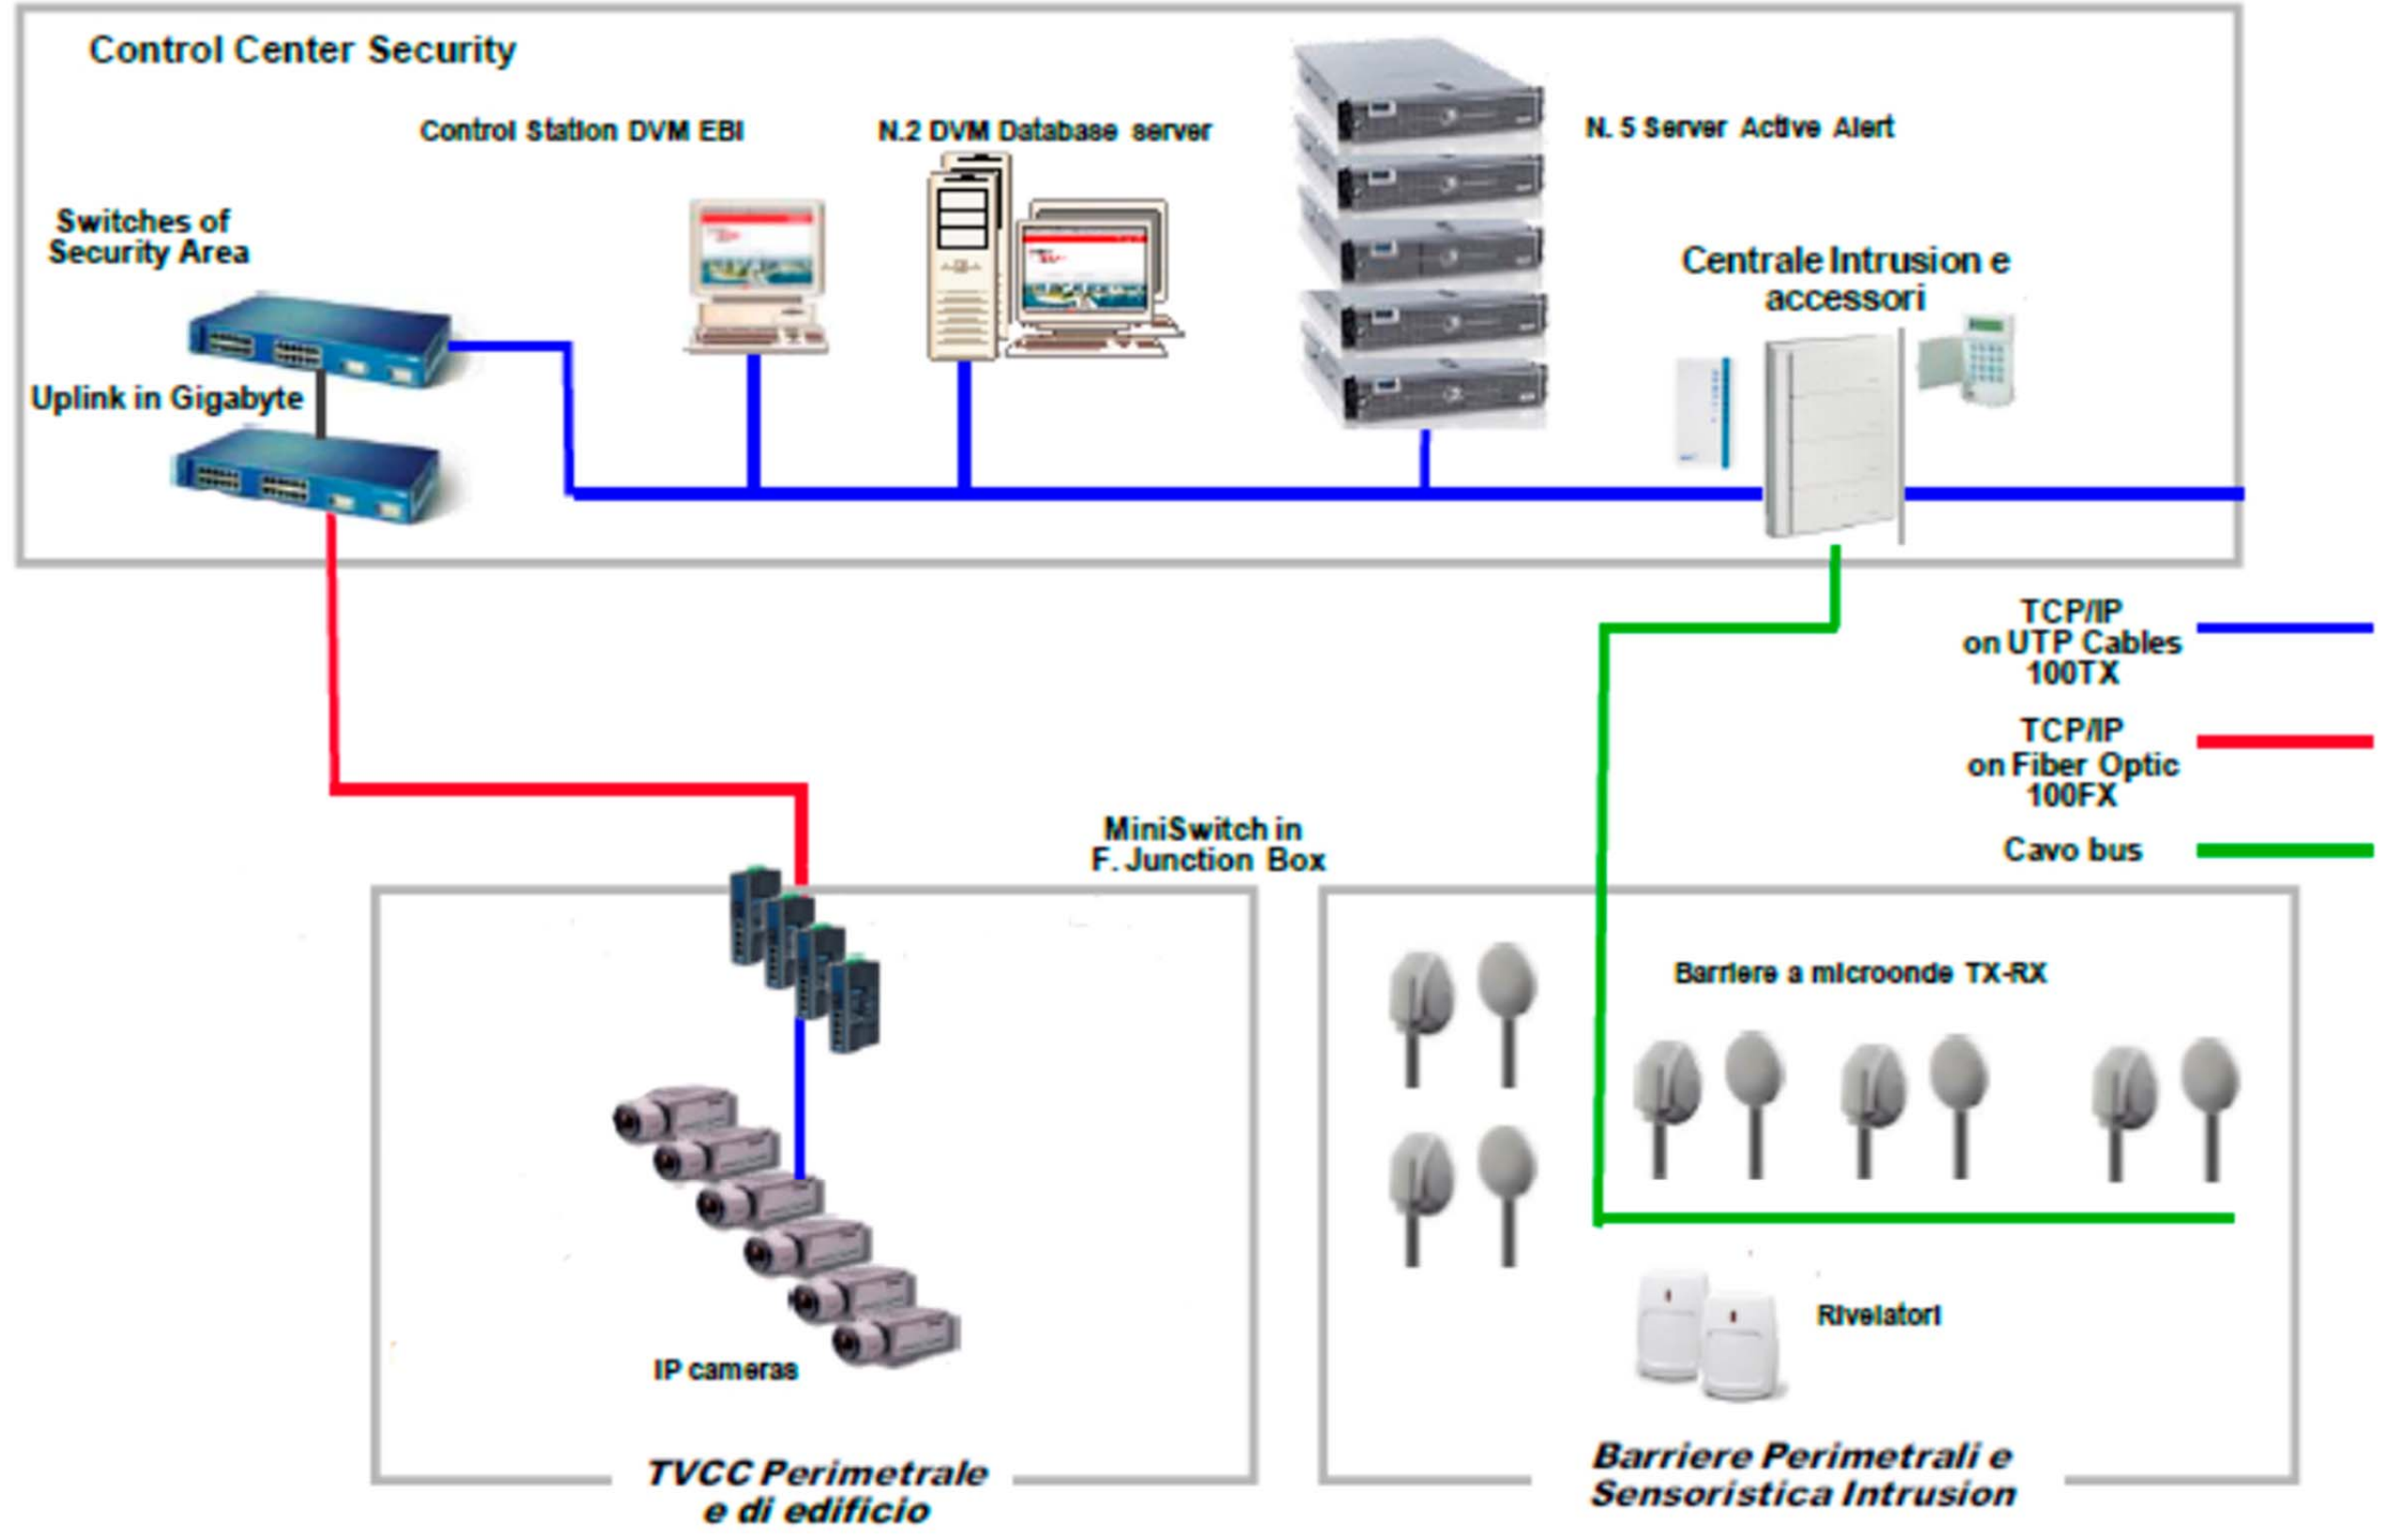 Control Center Security
Control Station DVM EBI
N.2 DVM Database server
N. 5 Server Active Alert
Switches of
Security Area
Centrale Intrusion e
accessori
Uplink in Gigabyte
TCP/IP
on UTP Cables
100TX
TCP/IP
on Fiber Optic
100FX
Cavo bus
MiniSwitch in
F. Junction Box
Barriere a microonde TX-RX
Rivelatori
IP cameras
TVCC Perimetrale
e di edificio
Barriere Perimetrali e
Sensoristica Intrusion